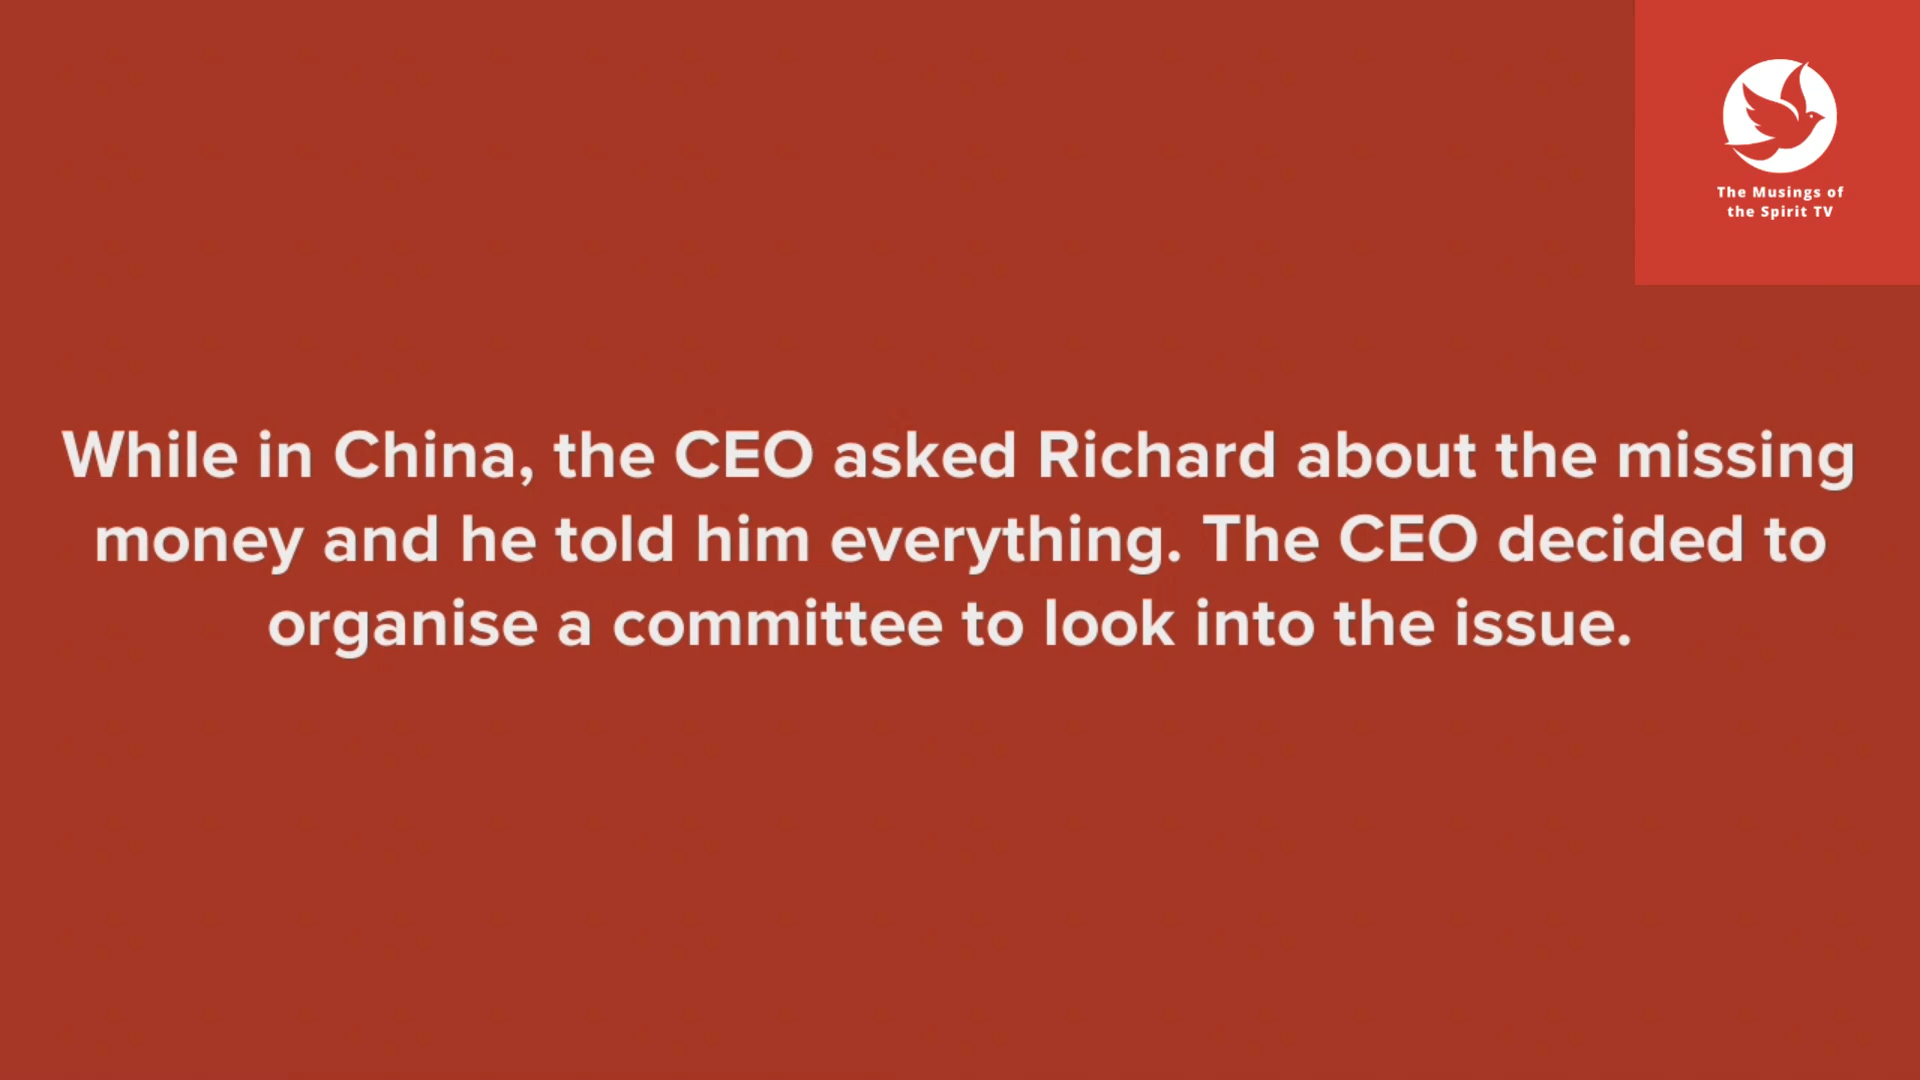 The Musings of
the Spirit TV
While in China, the CEO asked Richard about the missing
money and he told him everything. The CEO decided to
organise a committee to look into the issue.